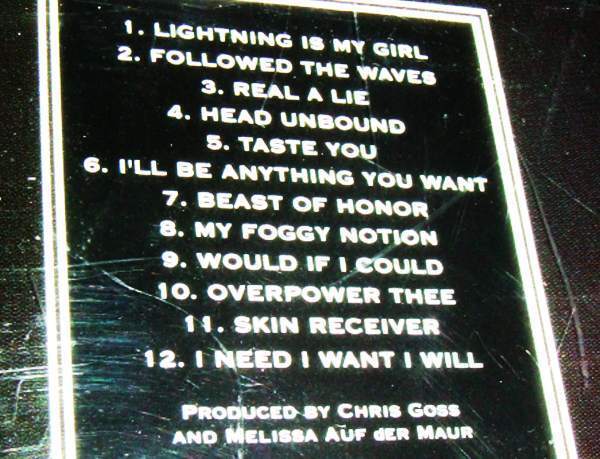 1. LIGHTNING IS MY GIRL
2. FOLLOWED THE WAVES
3. REAL A LIE
4. HEAD UNBOUND
5. TASTE YOU
6. I'LL BE ANYTHING YOU WANT
7. BEAST OF HONOR
8. MY FOGGY NOTION
9. WOULD IF I COULD
10. OVERPOWER THEE
11. SKIN RECEIVER
12. I NEED I WANT I WILL
PRODUCED BY CHRIS GOSS
AND MELISSA AUF DER MAUR